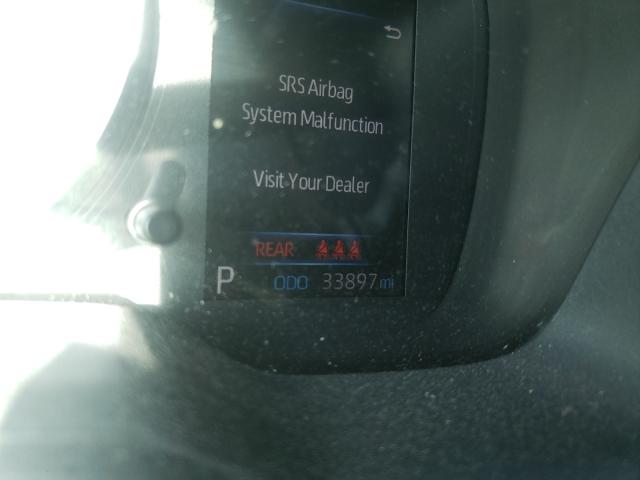 SRS Airbag
System Malfunction
Visit Your Dealer
REAR
P ODO 33897 mi